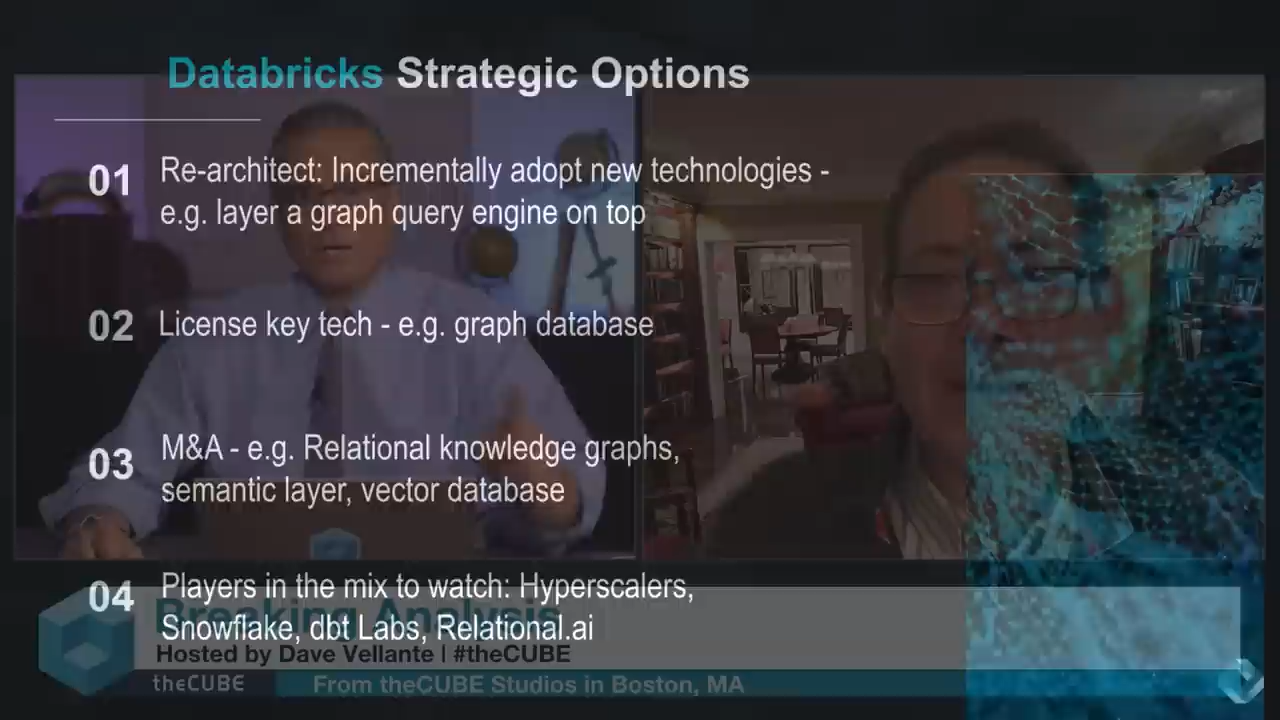 Databricks Strategic Options
01
Re-architect: Incrementally adopt new technologies -
e.g. layer a graph query engine on top
02
License key tech - e.g. graph database
03
M&A - e.g. Relational knowledge graphs,
semantic layer, vector database
04
Players in the mix to watch: Hyperscalers,
Snowflake, dbt Labs, Relational.ai
Breaking Analysis
Hosted by Dave Vellante | #theCUBE
theCUBE
From theCUBE Studios in Boston, MA